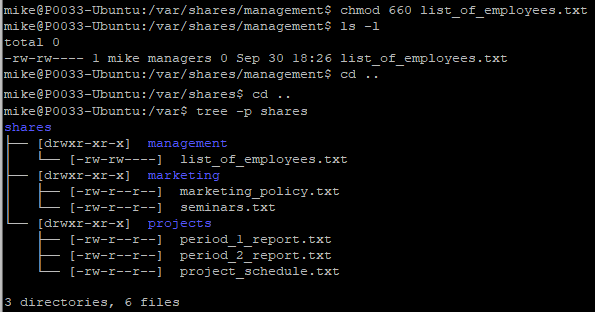 mike@P0033-Ubuntu:/var/shares/management$ chmod 660 list_of_employees.txt
mike@P0033-Ubuntu:/var/shares/management$ ls -l
total 0
-rw-rw---- 1 mike managers 0 Sep 30 18:26 list_of_employees.txt
mike@P0033-Ubuntu:/var/shares/management$ cd ..
mike@P0033-Ubuntu:/var/shares$ cd ..
mike@P0033-Ubuntu:/var$ tree -p shares
shares
├── [drwxr-xr-x]  management
│   └── [-rw-rw----]  list_of_employees.txt
├── [drwxr-xr-x]  marketing
│   ├── [-rw-r--r--]  marketing_policy.txt
│   └── [-rw-r--r--]  seminars.txt
└── [drwxr-xr-x]  projects
    ├── [-rw-r--r--]  period_1_report.txt
    ├── [-rw-r--r--]  period_2_report.txt
    └── [-rw-r--r--]  project_schedule.txt
3 directories, 6 files